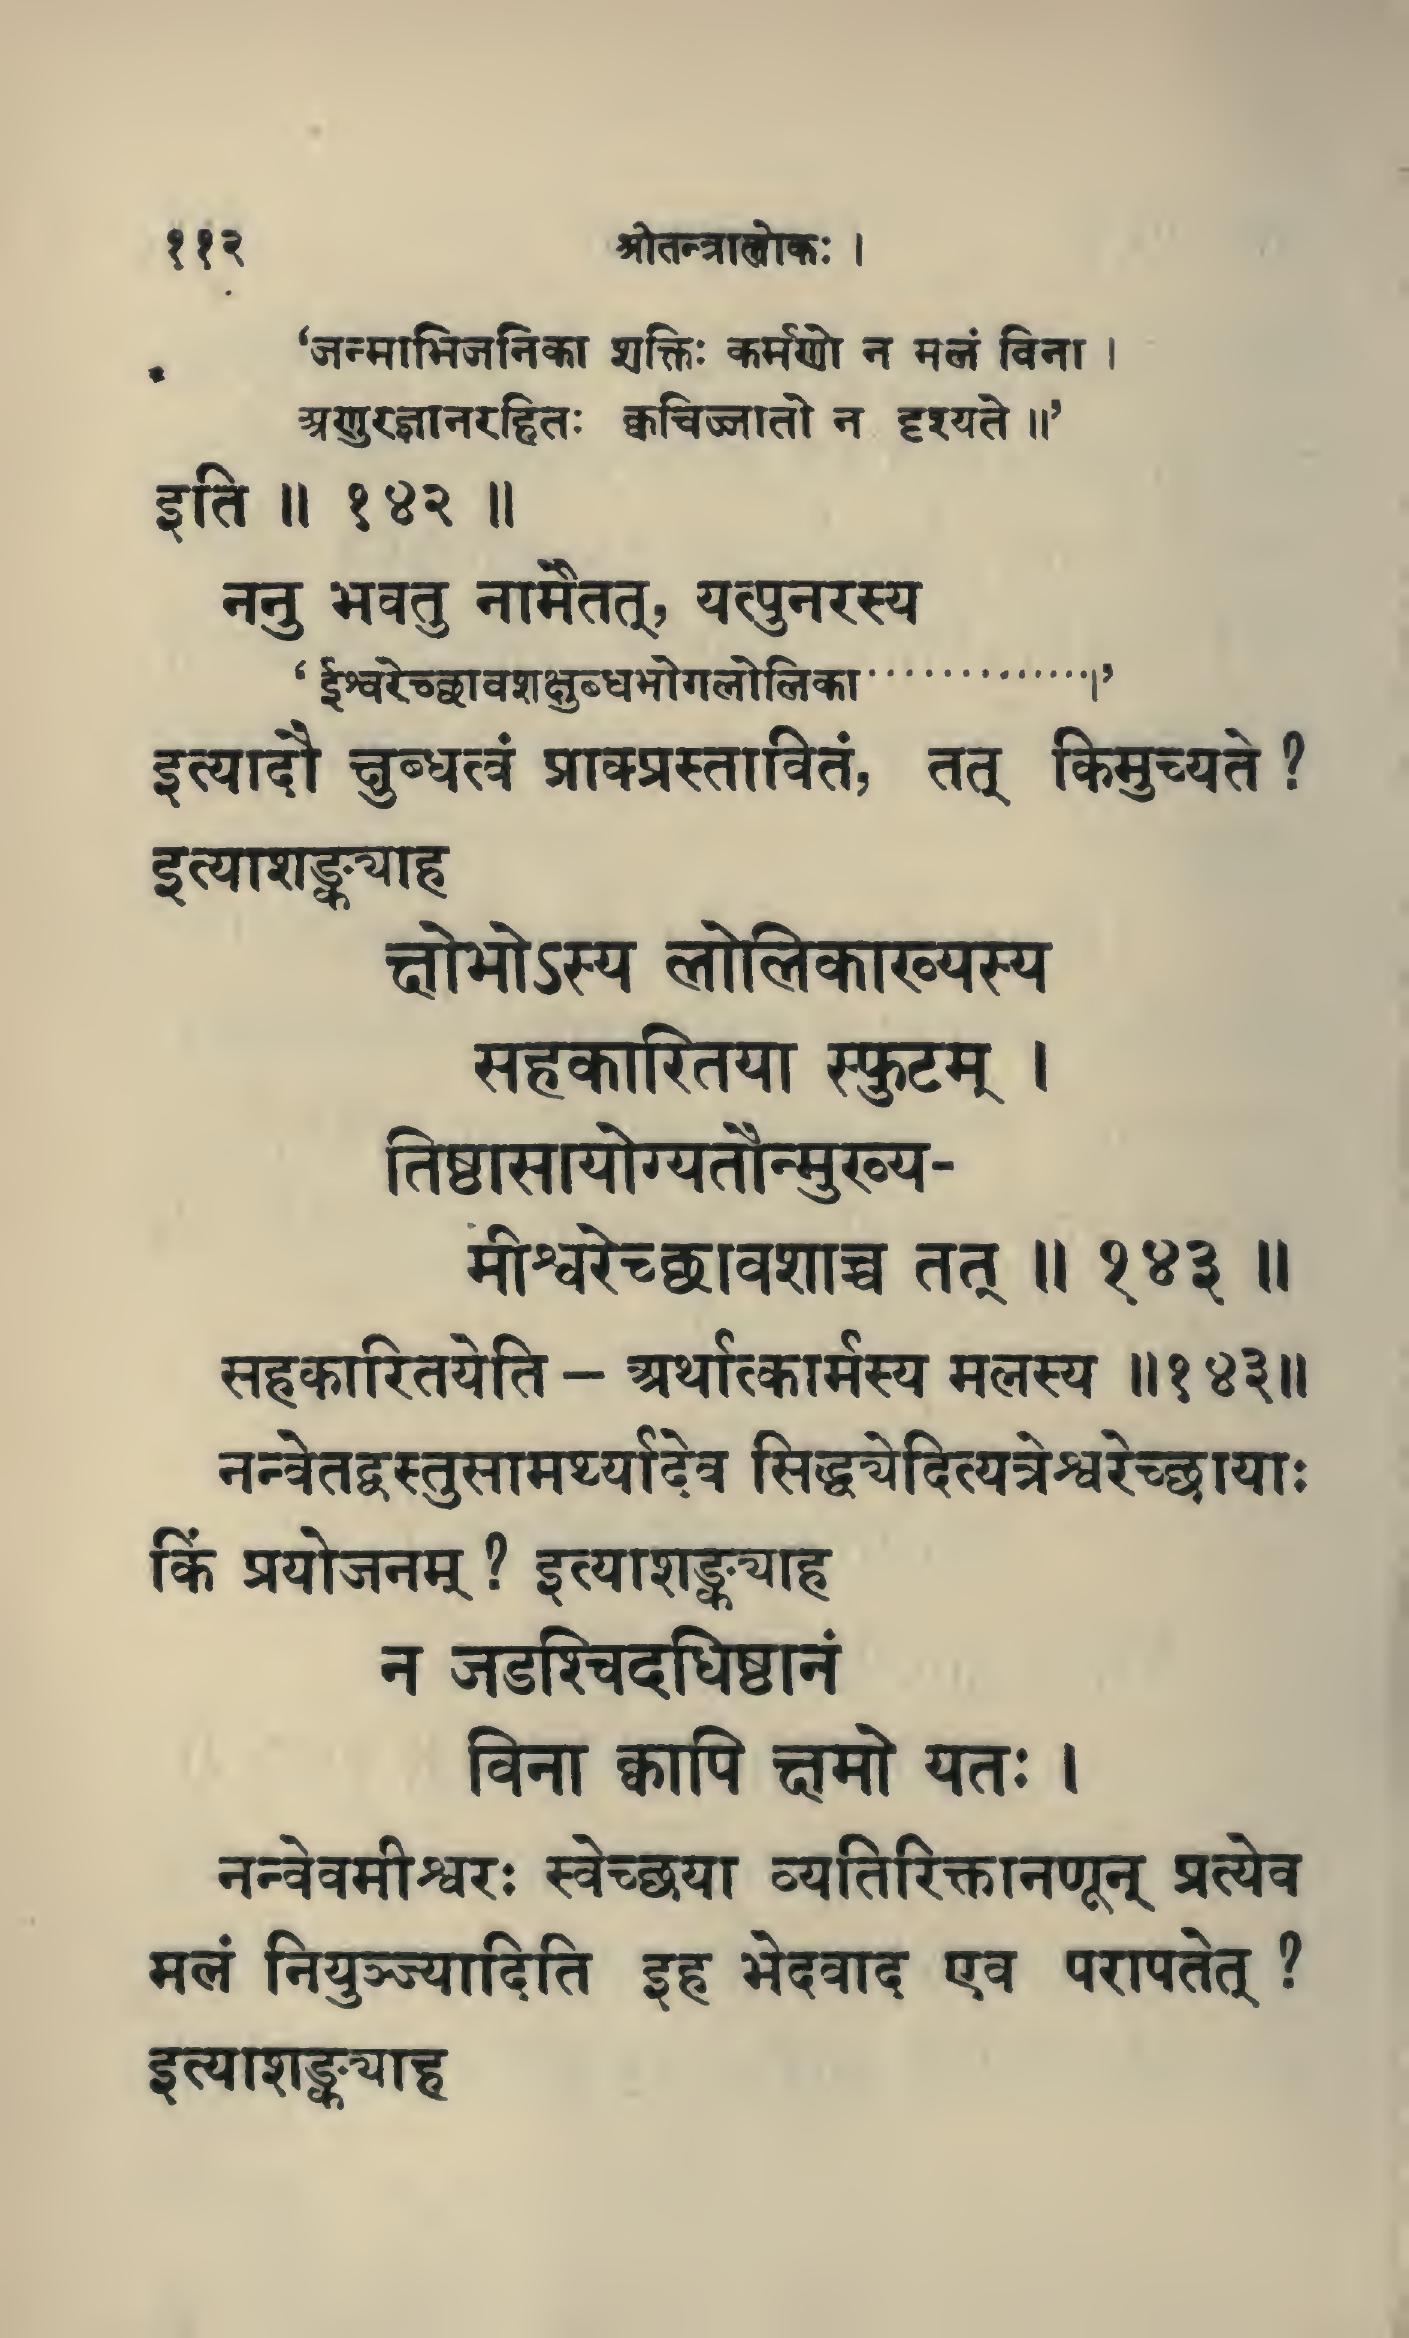 ११२ श्रीतन्त्रालोकः ।
‘जन्माभिजनिका शक्तिः कर्मणो न मलं विना ।
अणुरज्ञानरहितः क्वचिज्जातो न दृश्यते ॥’
इति ॥ १४२ ॥
ननु भवतु नामैतत्, यत्पुनरस्य
‘ ईश्वरेच्छावशक्षुब्धभोगलोलिका··············।’
इत्यादौ क्षुब्धत्वं प्राक्प्रस्तावितं, तत् किमुच्यते ?
इत्याशङ्क्याह
क्षोभोऽस्य लोलिकाख्यस्य
सहकारितया स्फुटम् ।
तिष्ठासायोग्यतौन्मुख्य-
मीश्वरेच्छावशाच्च तत् ॥ १४३ ॥
सहकारितयेति – अर्थात्कार्मस्य मलस्य ॥१४३॥
नन्वेतद्वस्तुसामर्थ्यादेव सिद्ध्येदित्यत्रेश्वरेच्छायाः
किं प्रयोजनम् ? इत्याशङ्क्याह
न जडश्चिदधिष्ठानं
विना क्वापि क्षमो यतः ।
नन्वेवमीश्वरः स्वेच्छया व्यतिरिक्तानणून् प्रत्येव
मलं नियुञ्ज्यादिति इह भेदवाद एव परापतेत् ?
इत्याशङ्क्याह